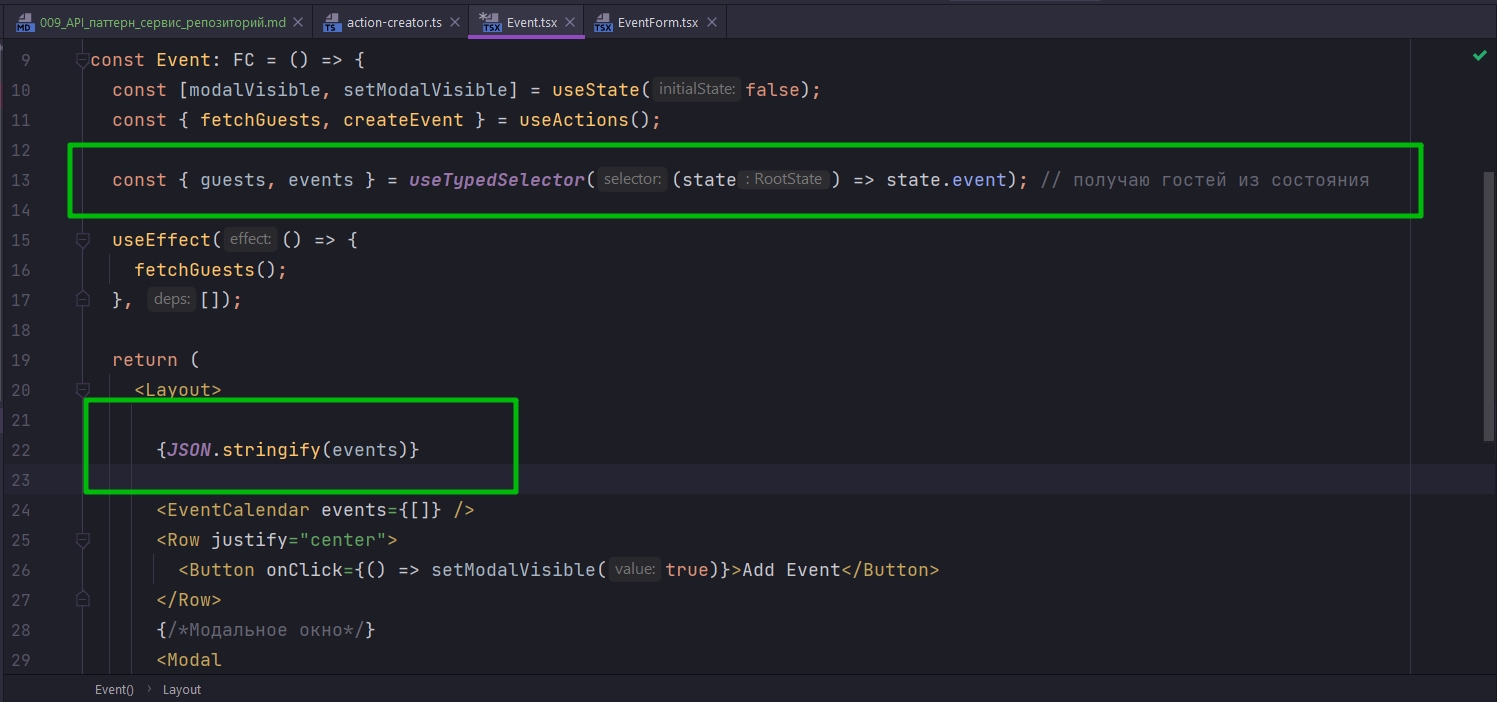 009_API_паттерн_сервис_репозиторий.md action-creator.ts Event.tsx EventForm.tsx
9 const Event: FC = () => {
10 const [modalVisible, setModalVisible] = useState( initialState: false);
11 const { fetchGuests, createEvent } = useActions();
12
13 const { guests, events } = useTypedSelector( selector: (state : RootState ) => state.event); // получаю гостей из состояния
14
15 useEffect( effect: () => {
16 fetchGuests();
17 }, deps: []);
18
19 return (
20 <Layout>
21
22 {JSON.stringify(events)}
23
24 <EventCalendar events={[]} />
25 <Row justify="center">
26 <Button onClick={() => setModalVisible( value: true)}>Add Event</Button>
27 </Row>
28 {/*Модальное окно*/}
29 <Modal
Event() › Layout